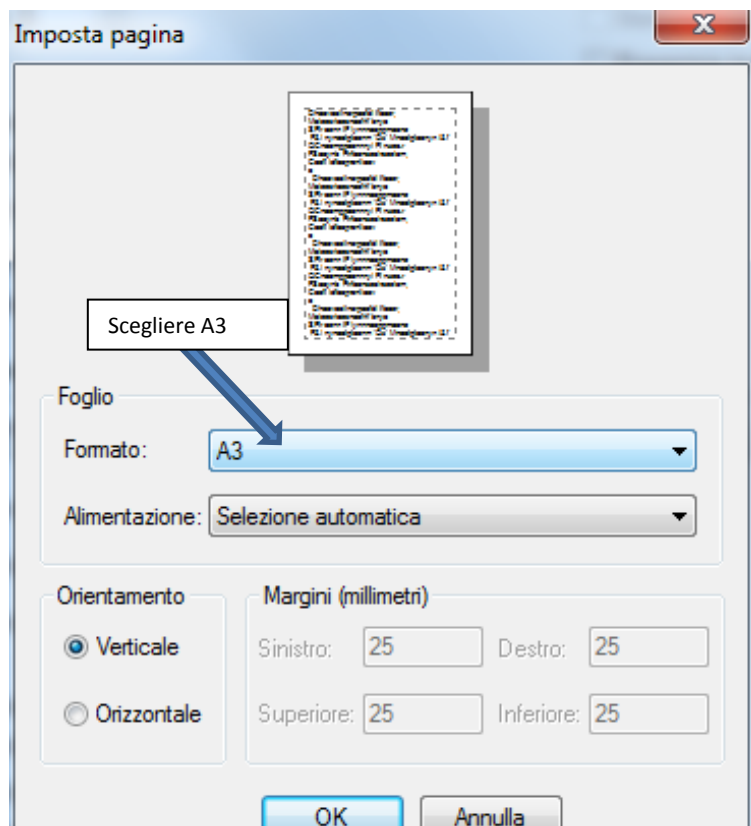 Imposta pagina
Scegliere A3
Foglio
Formato: A3
Alimentazione: Selezione automatica
Orientamento
Verticale
Orizzontale
Margini (millimetri)
Sinistro: 25 Destro: 25
Superiore: 25 Inferiore: 25
OK Annulla